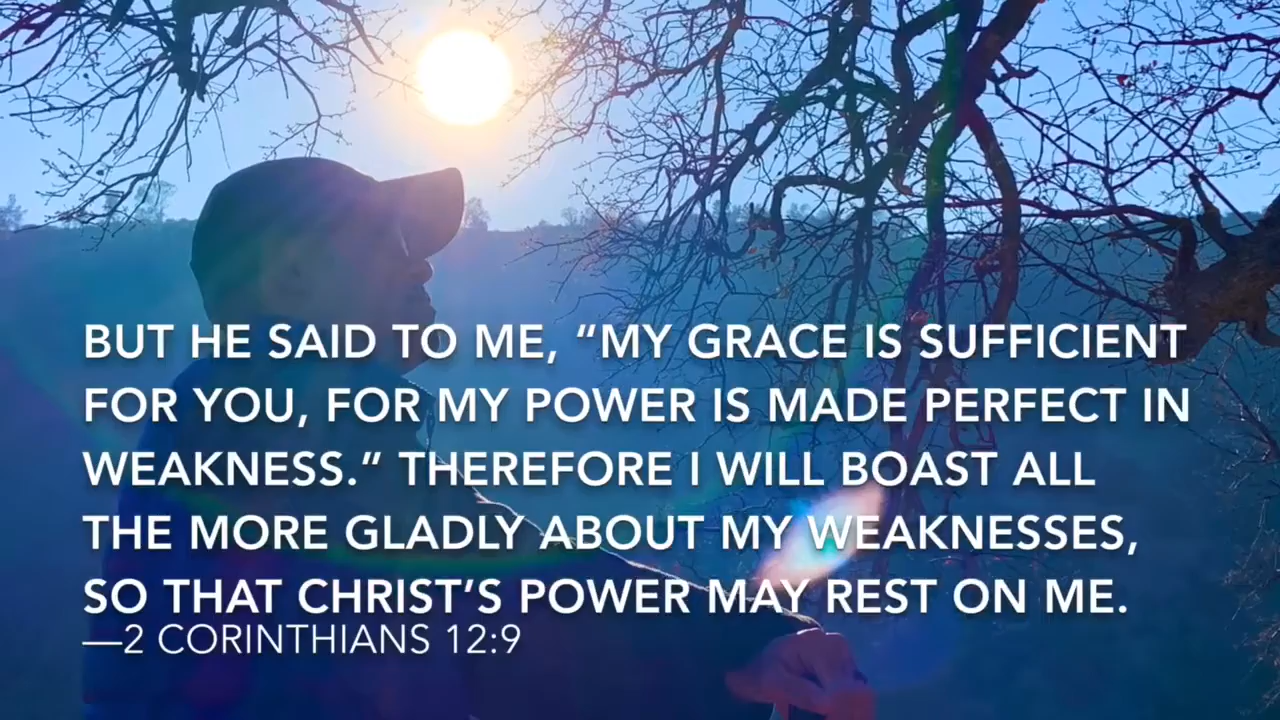 BUT HE SAID TO ME, “MY GRACE IS SUFFICIENT
FOR YOU, FOR MY POWER IS MADE PERFECT IN
WEAKNESS.” THEREFORE I WILL BOAST ALL
THE MORE GLADLY ABOUT MY WEAKNESSES,
SO THAT CHRIST’S POWER MAY REST ON ME.
—2 CORINTHIANS 12:9